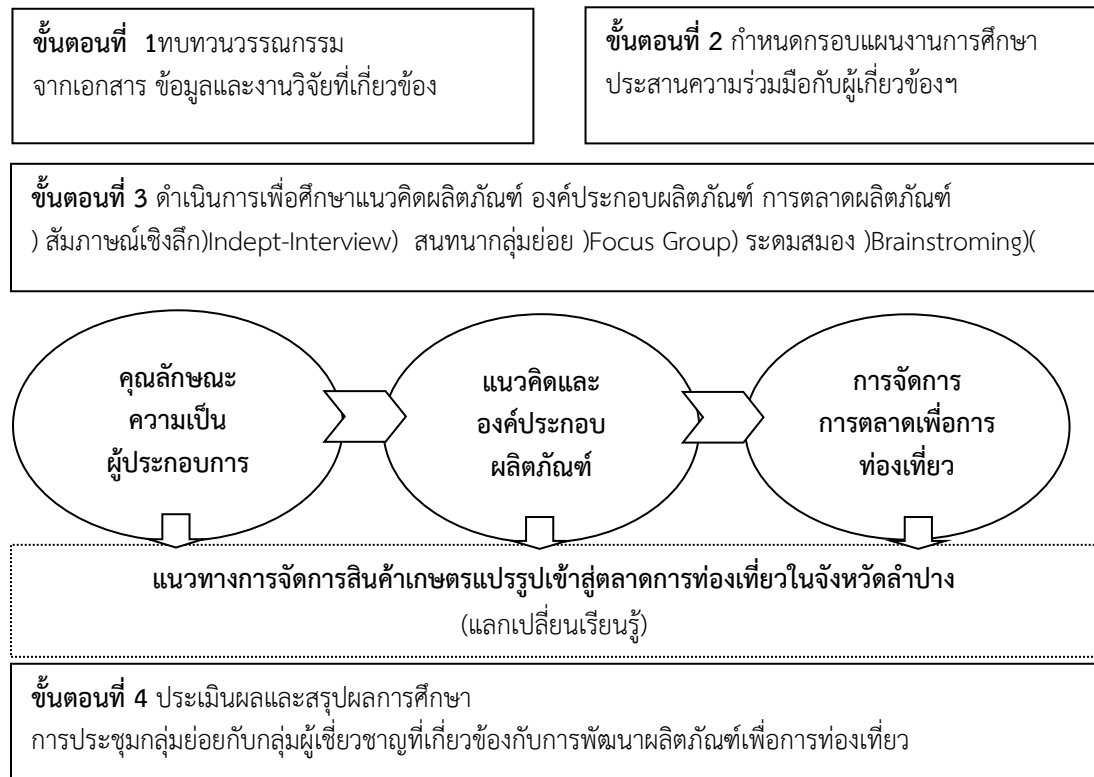 ขั้นตอนที่ 1ทบทวนวรรณกรรม
จากเอกสาร ข้อมูลและงานวิจัยที่เกี่ยวข้อง
ขั้นตอนที่ 2 กำหนดกรอบแผนงานการศึกษา
ประสานความร่วมมือกับผู้เกี่ยวข้องฯ
ขั้นตอนที่ 3 ดำเนินการเพื่อศึกษาแนวคิดผลิตภัณฑ์ องค์ประกอบผลิตภัณฑ์ การตลาดผลิตภัณฑ์
) สัมภาษณ์เชิงลึก)Indept-Interview) สนทนากลุ่มย่อย )Focus Group) ระดมสมอง )Brainstroming)(
คุณลักษณะ
ความเป็น
ผู้ประกอบการ
แนวคิดและ
องค์ประกอบ
ผลิตภัณฑ์
การจัดการ
การตลาดเพื่อการ
ท่องเที่ยว
แนวทางการจัดการสินค้าเกษตรแปรรูปเข้าสู่ตลาดการท่องเที่ยวในจังหวัดลำปาง
(แลกเปลี่ยนเรียนรู้)
ขั้นตอนที่ 4 ประเมินผลและสรุปผลการศึกษา
การประชุมกลุ่มย่อยกับกลุ่มผู้เชี่ยวชาญที่เกี่ยวข้องกับการพัฒนาผลิตภัณฑ์เพื่อการท่องเที่ยว